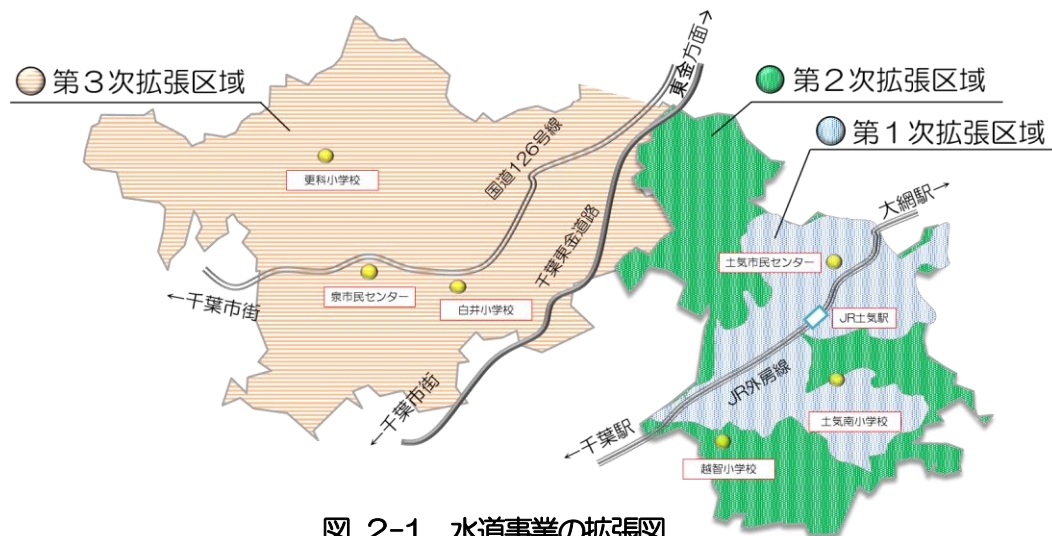 東金方面→
第3次拡張区域
第2次拡張区域
第1次拡張区域
国道126号線
更科小学校
千葉東金道路
大網駅→
土気市民センター
←千葉市街
泉市民センター
白井小学校
JR土気駅
JR外房線
←千葉市街
土気南小学校
←千葉駅
越智小学校
図 2-1 水道事業の拡張図